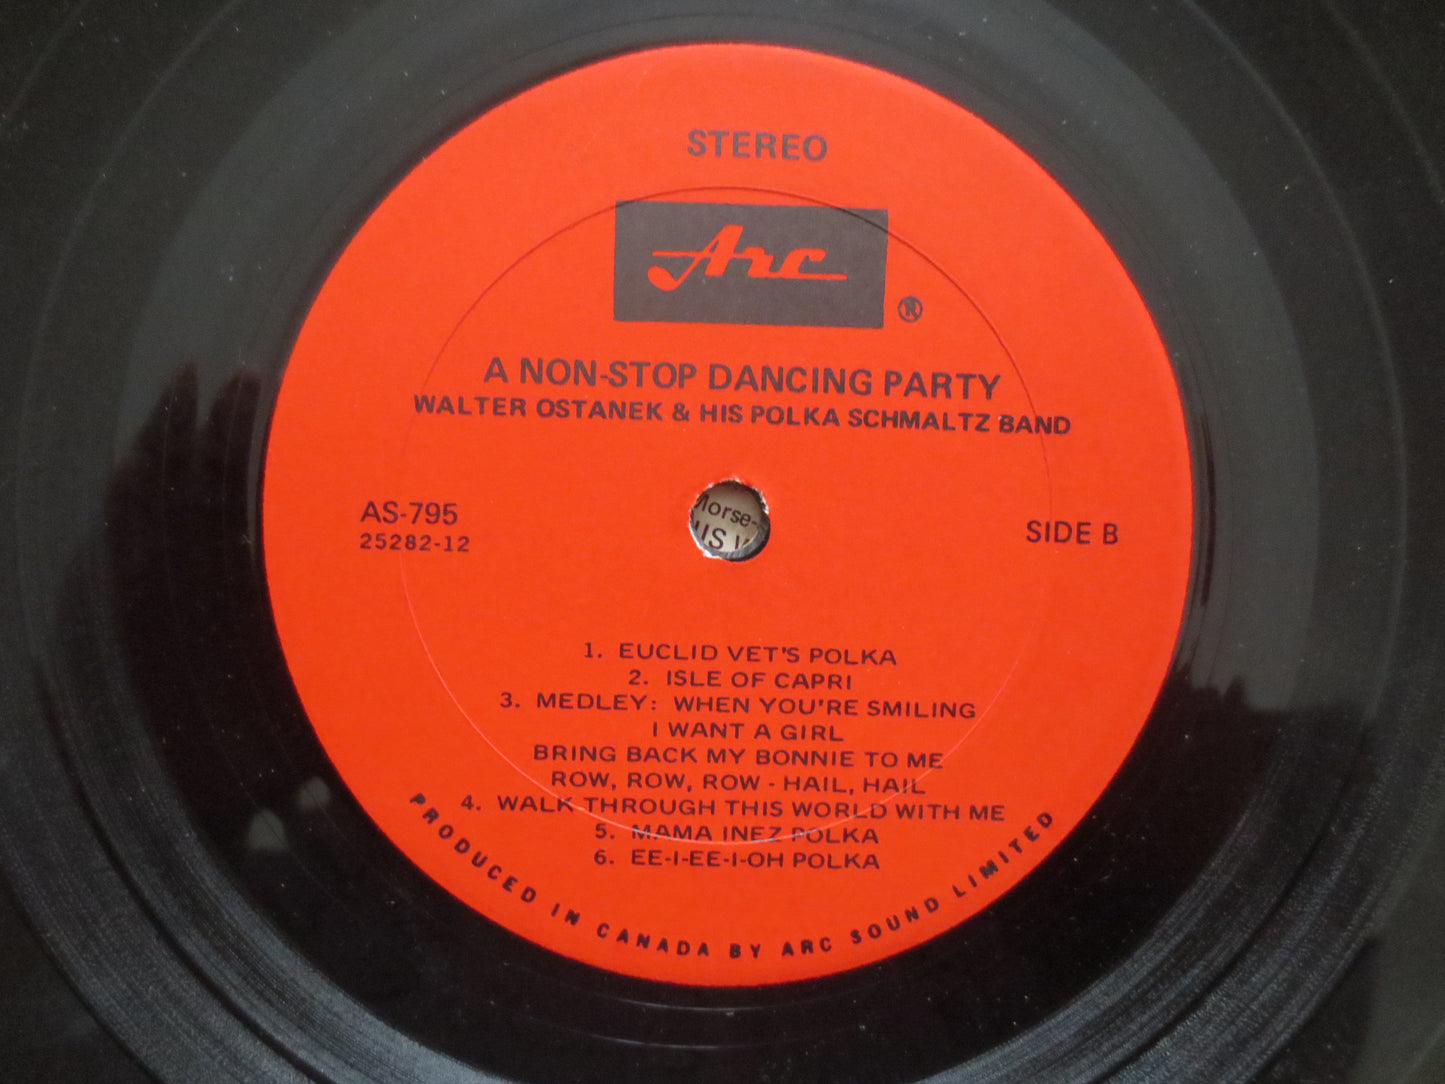 STEREO
Arc ®
A NON-STOP DANCING PARTY
WALTER OSTANEK & HIS POLKA SCHMALTZ BAND
AS-795
25282-12
SIDE B
1. EUCLID VET'S POLKA
2. ISLE OF CAPRI
3. MEDLEY: WHEN YOU'RE SMILING
I WANT A GIRL
BRING BACK MY BONNIE TO ME
ROW, ROW, ROW - HAIL, HAIL
4. WALK THROUGH THIS WORLD WITH ME
5. MAMA INEZ POLKA
6. EE-I-EE-I-OH POLKA
PRODUCED IN CANADA BY ARC SOUND LIMITED